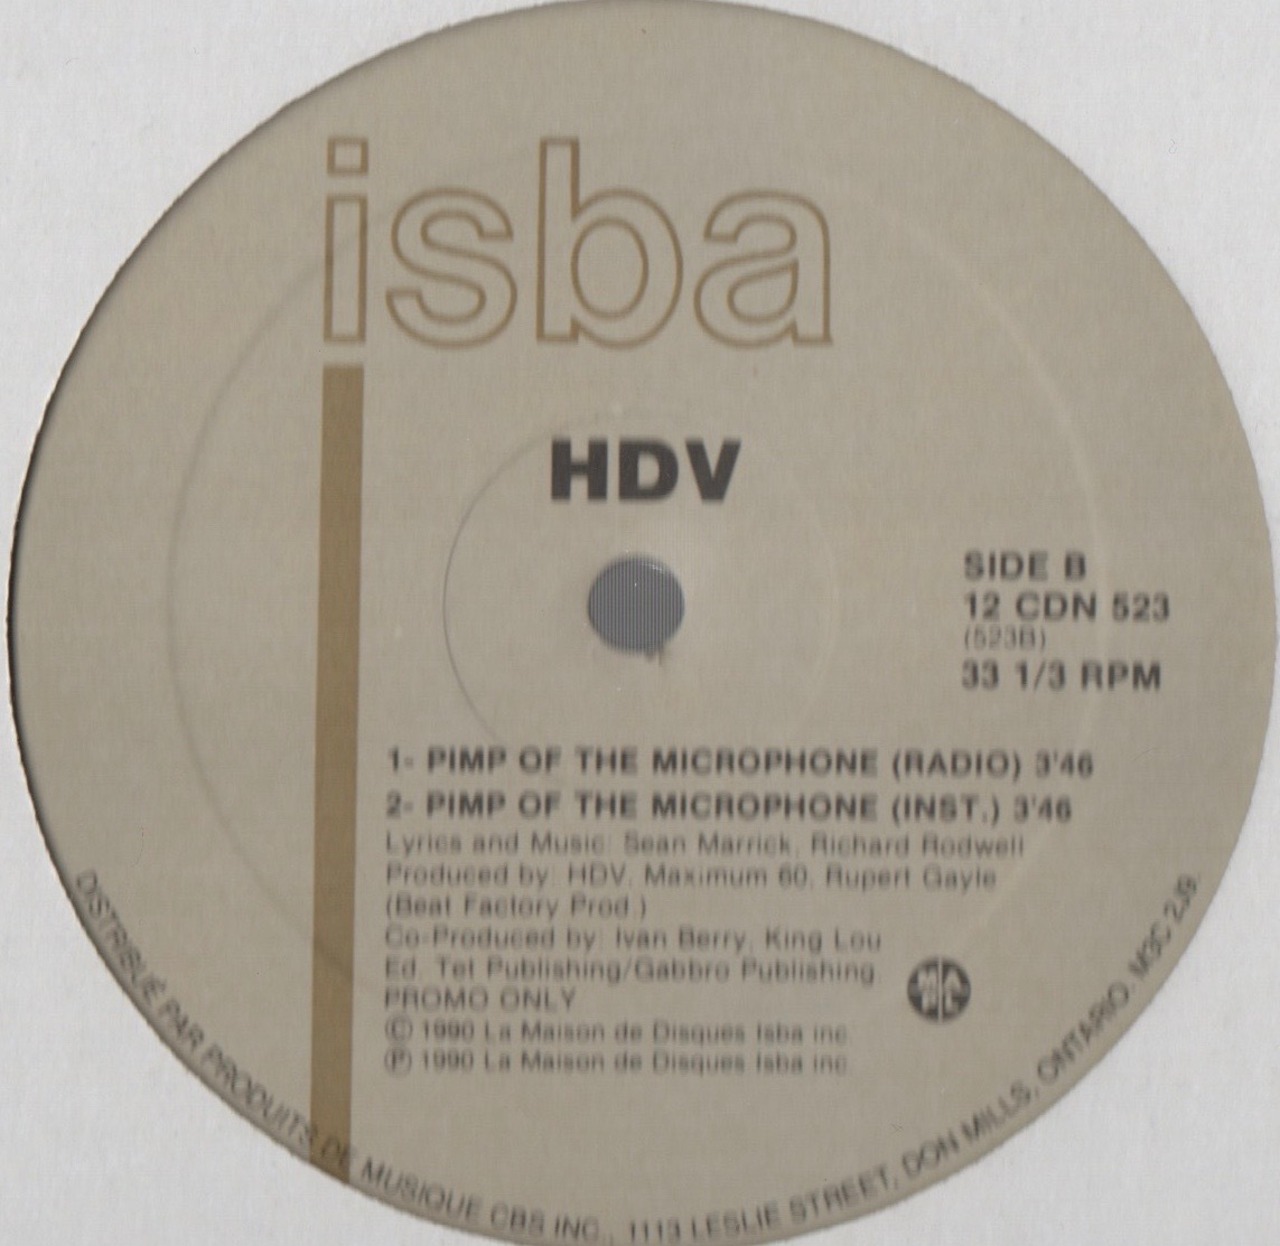 isba
HDV
SIDE B
12 CDN 523
(523B)
33 1/3 RPM
1- PIMP OF THE MICROPHONE (RADIO) 3'46
2- PIMP OF THE MICROPHONE (INST.) 3'46
Lyrics and Music: Sean Marrick, Richard Rodwell
Produced by: HDV, Maximum 60, Rupert Gayle
(Beat Factory Prod.)
Co-Produced by: Ivan Berry, King Lou
Ed. Tet Publishing/Gabbro Publishing
PROMO ONLY
© 1990 La Maison de Disques Isba inc.
℗ 1990 La Maison de Disques Isba inc.
MAPL
DISTRIBUÉ PAR PRODUITS DE MUSIQUE CBS INC., 1113 LESLIE STREET, DON MILLS, ONTARIO. M3C 2J9.